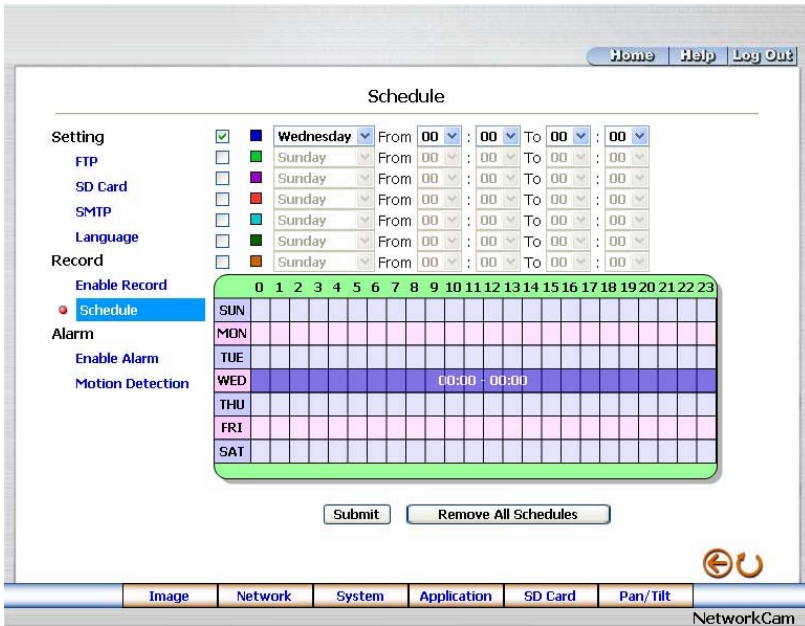 Home Help Log Out
Schedule
Setting
FTP
SD Card
SMTP
Language
Record
Enable Record
Schedule
Alarm
Enable Alarm
Motion Detection
Wednesday From 00 : 00 To 00 : 00
Sunday From 00 : 00 To 00 : 00
Sunday From 00 : 00 To 00 : 00
Sunday From 00 : 00 To 00 : 00
Sunday From 00 : 00 To 00 : 00
Sunday From 00 : 00 To 00 : 00
Sunday From 00 : 00 To 00 : 00
0 1 2 3 4 5 6 7 8 9 10 11 12 13 14 15 16 17 18 19 20 21 22 23
SUN
MON
TUE
WED 00:00 - 00:00
THU
FRI
SAT
Submit Remove All Schedules
Image Network System Application SD Card Pan/Tilt
NetworkCam